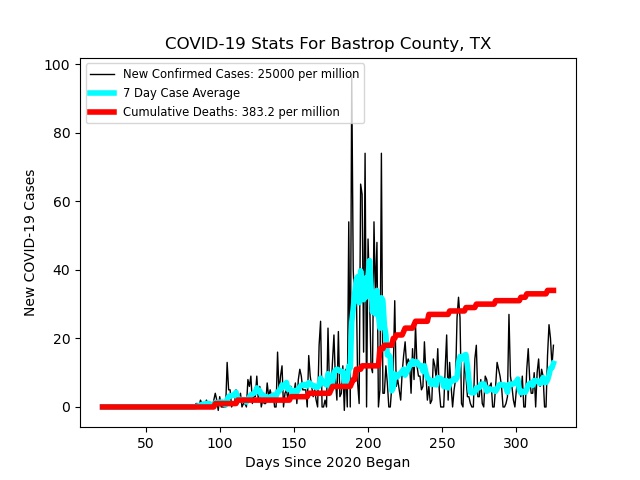 COVID-19 Stats For Bastrop County, TX
New Confirmed Cases: 25000 per million
7 Day Case Average
Cumulative Deaths: 383.2 per million
100
80
60
40
20
0
New COVID-19 Cases
50 100 150 200 250 300
Days Since 2020 Began